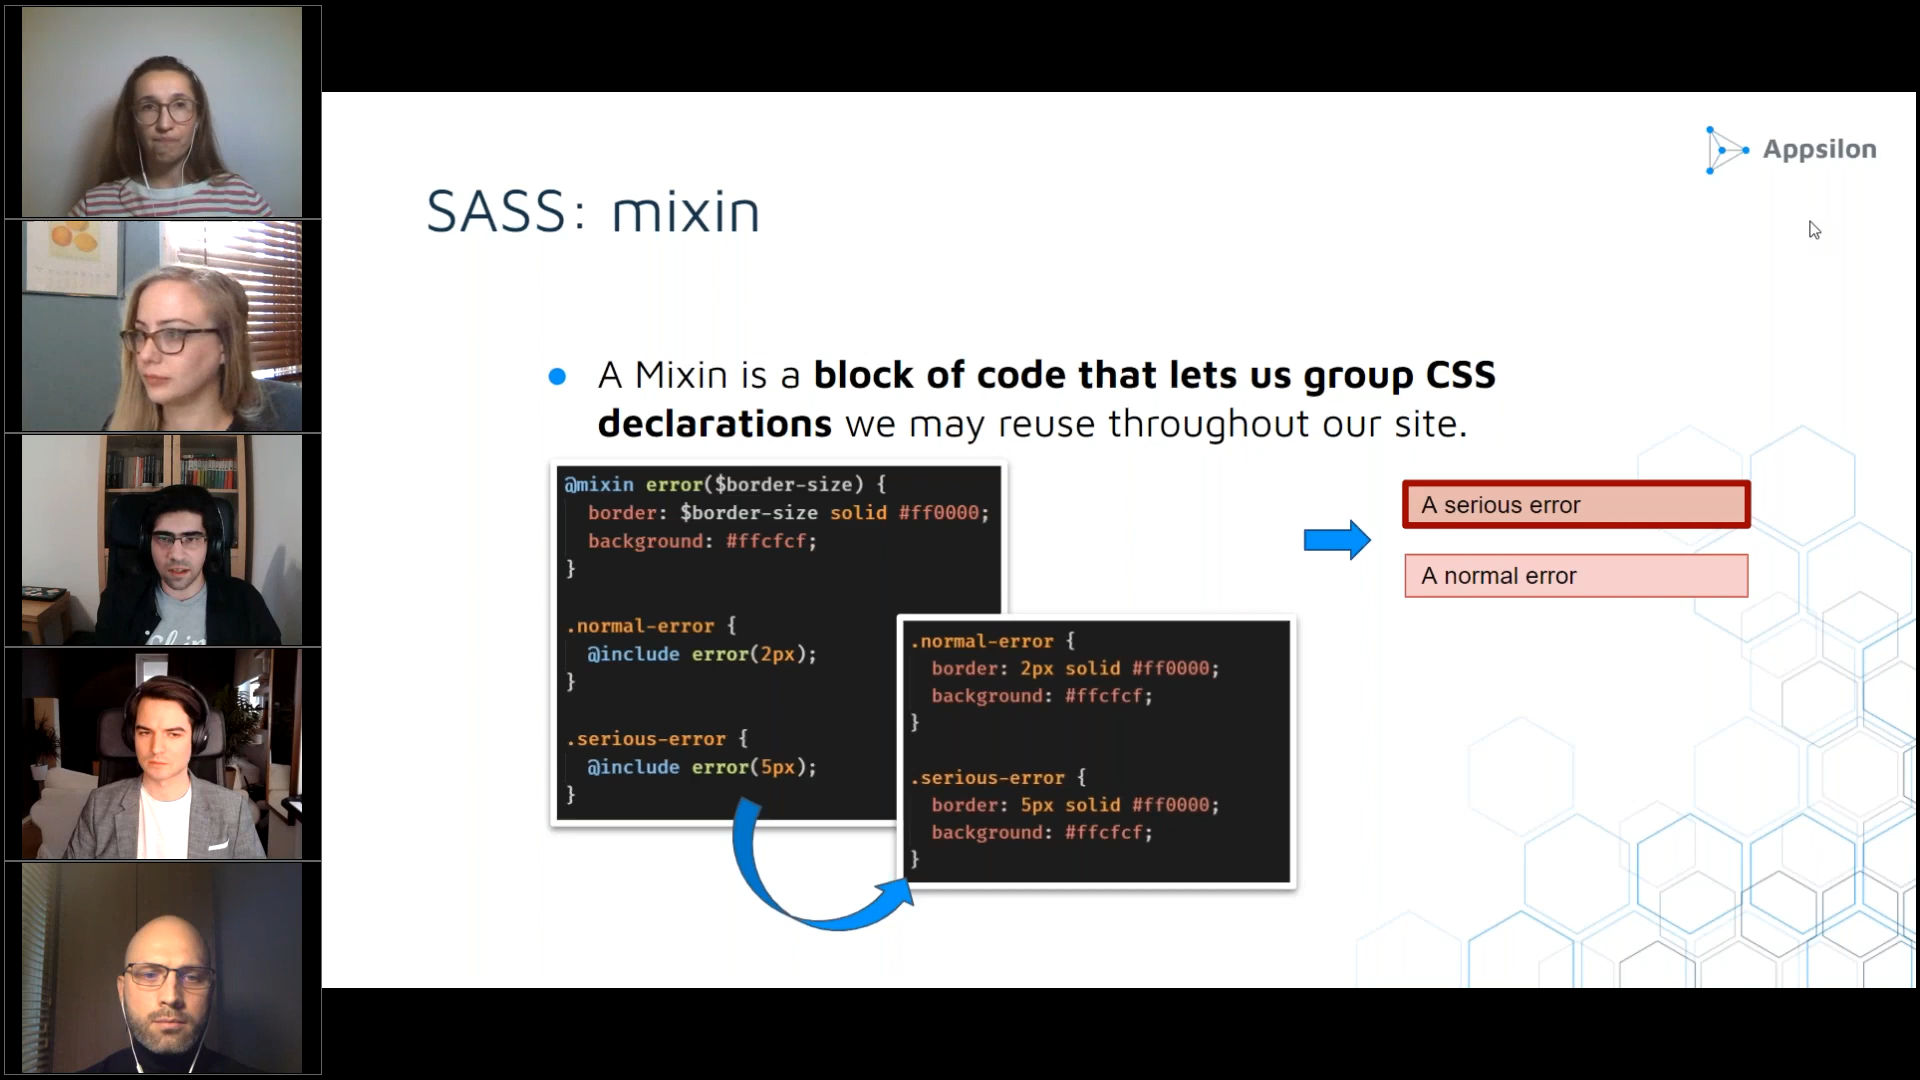 Appsilon
SASS: mixin
A Mixin is a block of code that lets us group CSS
declarations we may reuse throughout our site.
@mixin error($border-size) {
border: $border-size solid #ff0000;
background: #ffcfcf;
}
.normal-error {
@include error(2px);
}
.serious-error {
@include error(5px);
}
.normal-error {
border: 2px solid #ff0000;
background: #ffcfcf;
}
.serious-error {
border: 5px solid #ff0000;
background: #ffcfcf;
}
A serious error
A normal error